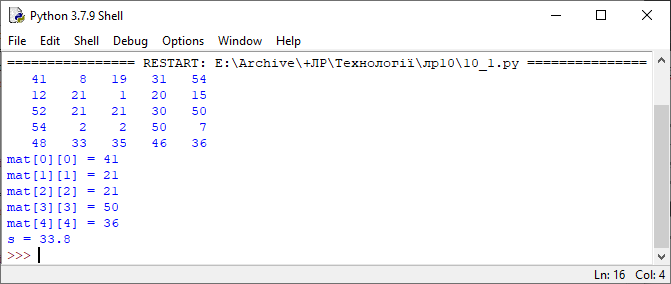 Python 3.7.9 Shell
File Edit Shell Debug Options Window Help
================ RESTART: E:\Archive\+ЛР\Технології\лр10\10_1.py ===============
41 8 19 31 54
12 21 1 20 15
52 21 21 30 50
54 2 2 50 7
48 33 35 46 36
mat[0][0] = 41
mat[1][1] = 21
mat[2][2] = 21
mat[3][3] = 50
mat[4][4] = 36
s = 33.8
>>>
Ln: 16 Col: 4